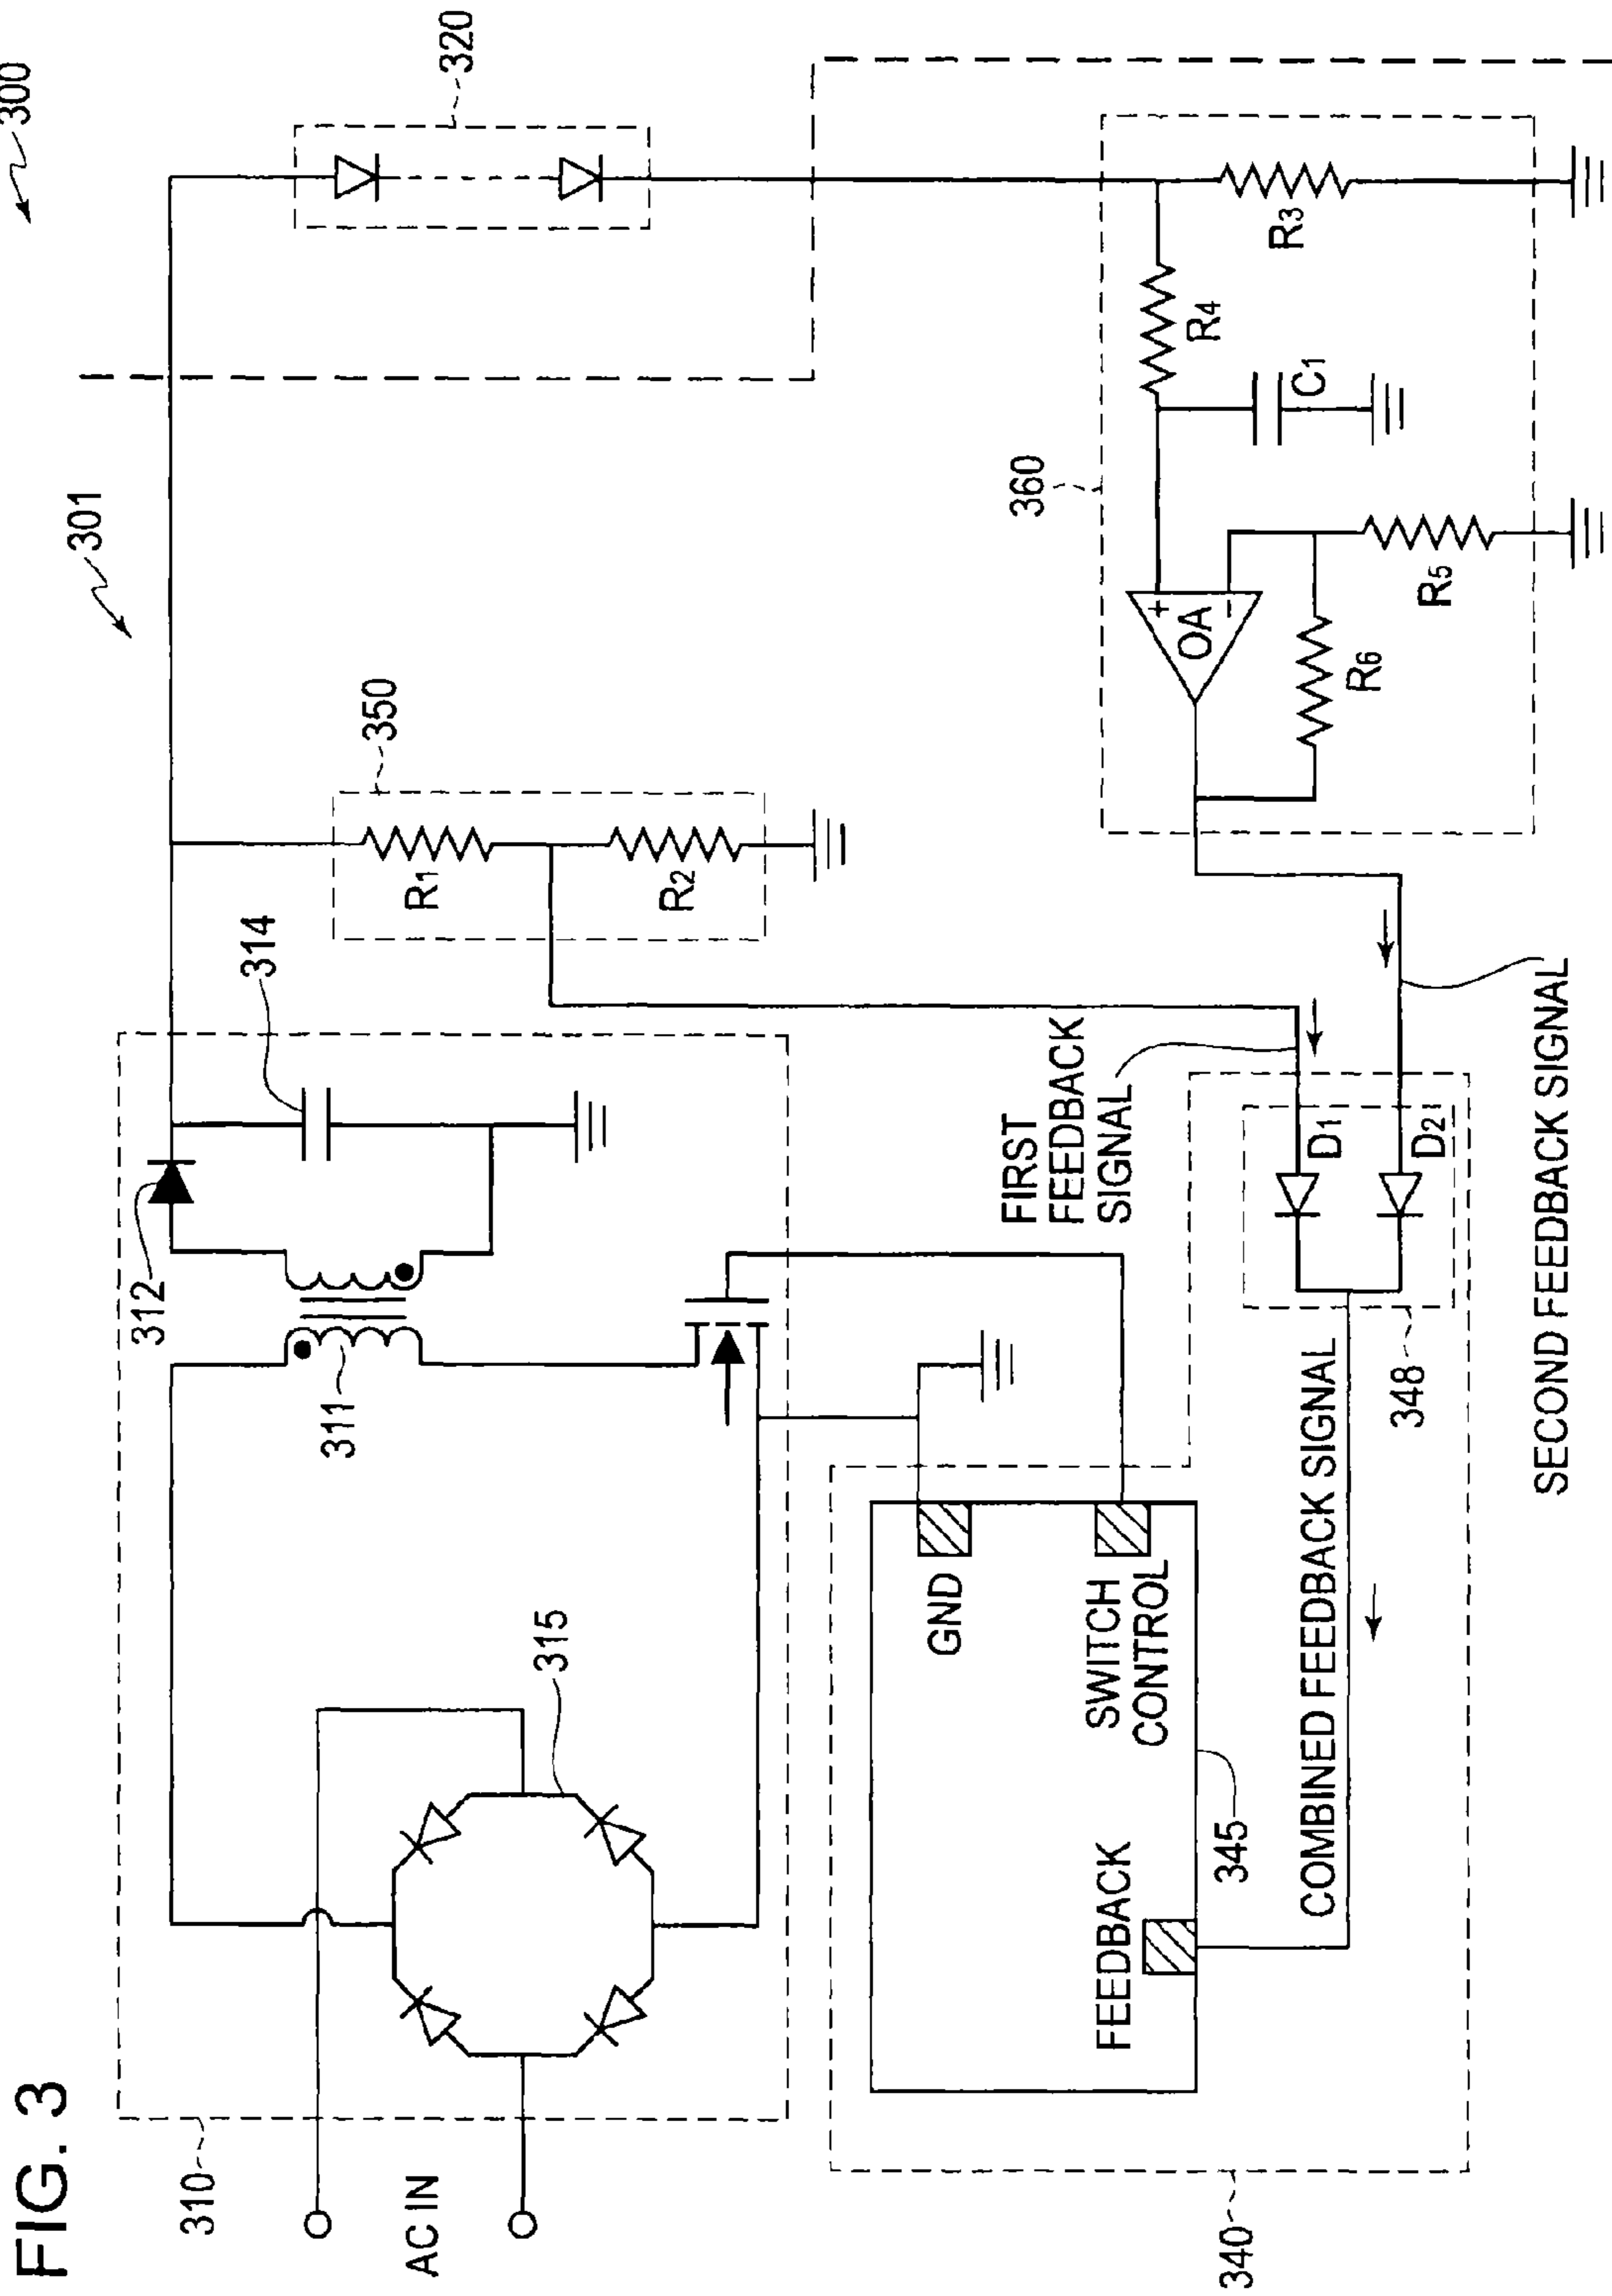 FIG. 3
300
301
310
AC IN
315
311
312
314
350
R1
R2
320
340
345
FEEDBACK
GND
SWITCH
CONTROL
COMBINED FEEDBACK SIGNAL
348
D1
D2
FIRST
FEEDBACK
SIGNAL
SECOND FEEDBACK SIGNAL
360
OA
+
−
R6
R5
R4
C1
R3